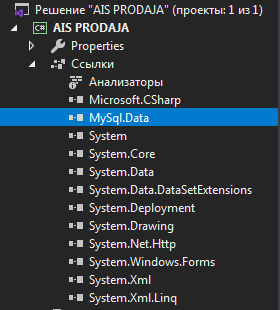 Решение "AIS PRODAJA" (проекты: 1 из 1)
C# AIS PRODAJA
Properties
Ссылки
Анализаторы
Microsoft.CSharp
MySql.Data
System
System.Core
System.Data
System.Data.DataSetExtensions
System.Deployment
System.Drawing
System.Net.Http
System.Windows.Forms
System.Xml
System.Xml.Linq